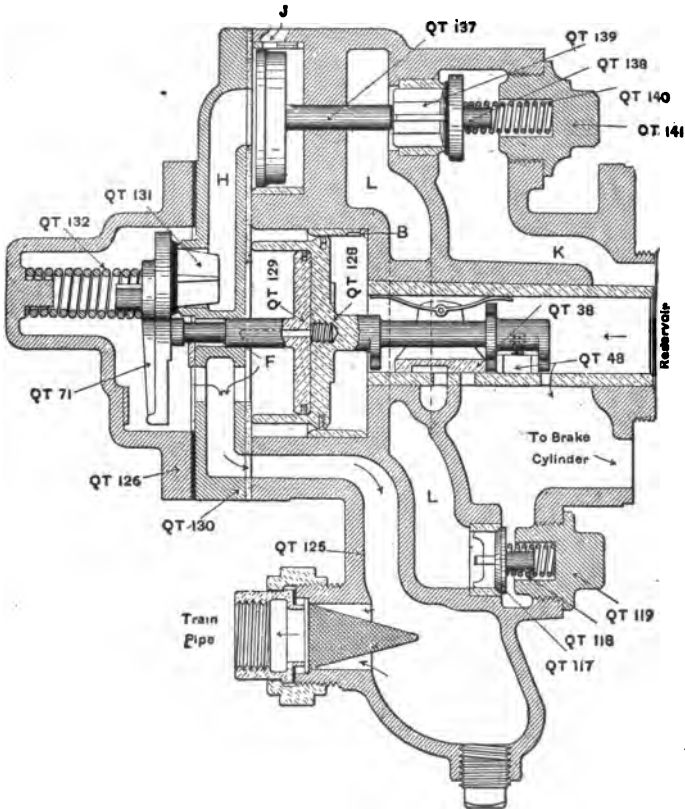 J
QT 137
QT 139
QT 138
QT 140
QT 141
H
L
QT 131
QT 132
B
K
QT 129
QT 128
QT 38
Reservoir
F
QT 48
QT 71
To Brake
Cylinder
QT 126
QT 130
L
QT 125
QT 119
Train
Pipe
QT 118
QT 117